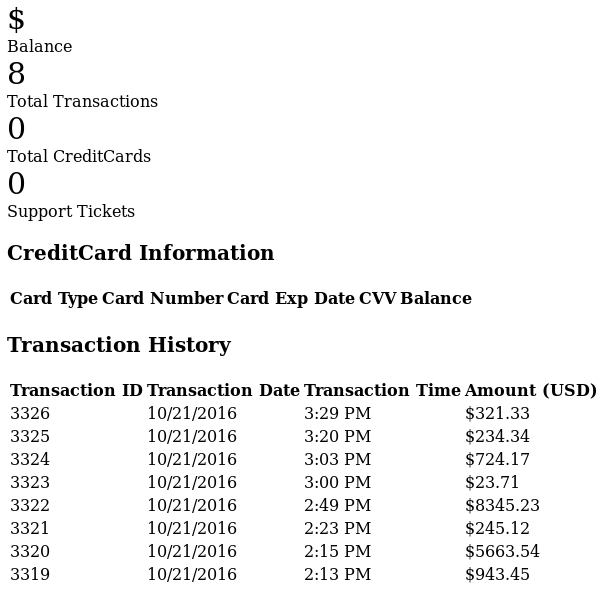 $
Balance
8
Total Transactions
0
Total CreditCards
0
Support Tickets
CreditCard Information
Card Type Card Number Card Exp Date CVV Balance
Transaction History
Transaction ID Transaction Date Transaction Time Amount (USD)
3326 10/21/2016 3:29 PM $321.33
3325 10/21/2016 3:20 PM $234.34
3324 10/21/2016 3:03 PM $724.17
3323 10/21/2016 3:00 PM $23.71
3322 10/21/2016 2:49 PM $8345.23
3321 10/21/2016 2:23 PM $245.12
3320 10/21/2016 2:15 PM $5663.54
3319 10/21/2016 2:13 PM $943.45